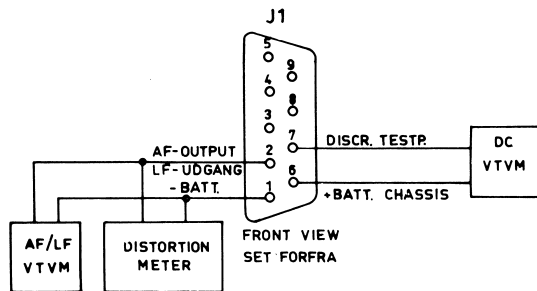 J1
5
9
4
8
3
7
DISCR. TESTP.
AF-OUTPUT
2
LF-UDGANG
6
-BATT.
1
+BATT. CHASSIS
DC
VTVM
AF/LF
VTVM
DISTORTION
METER
FRONT VIEW
SET FORFRA